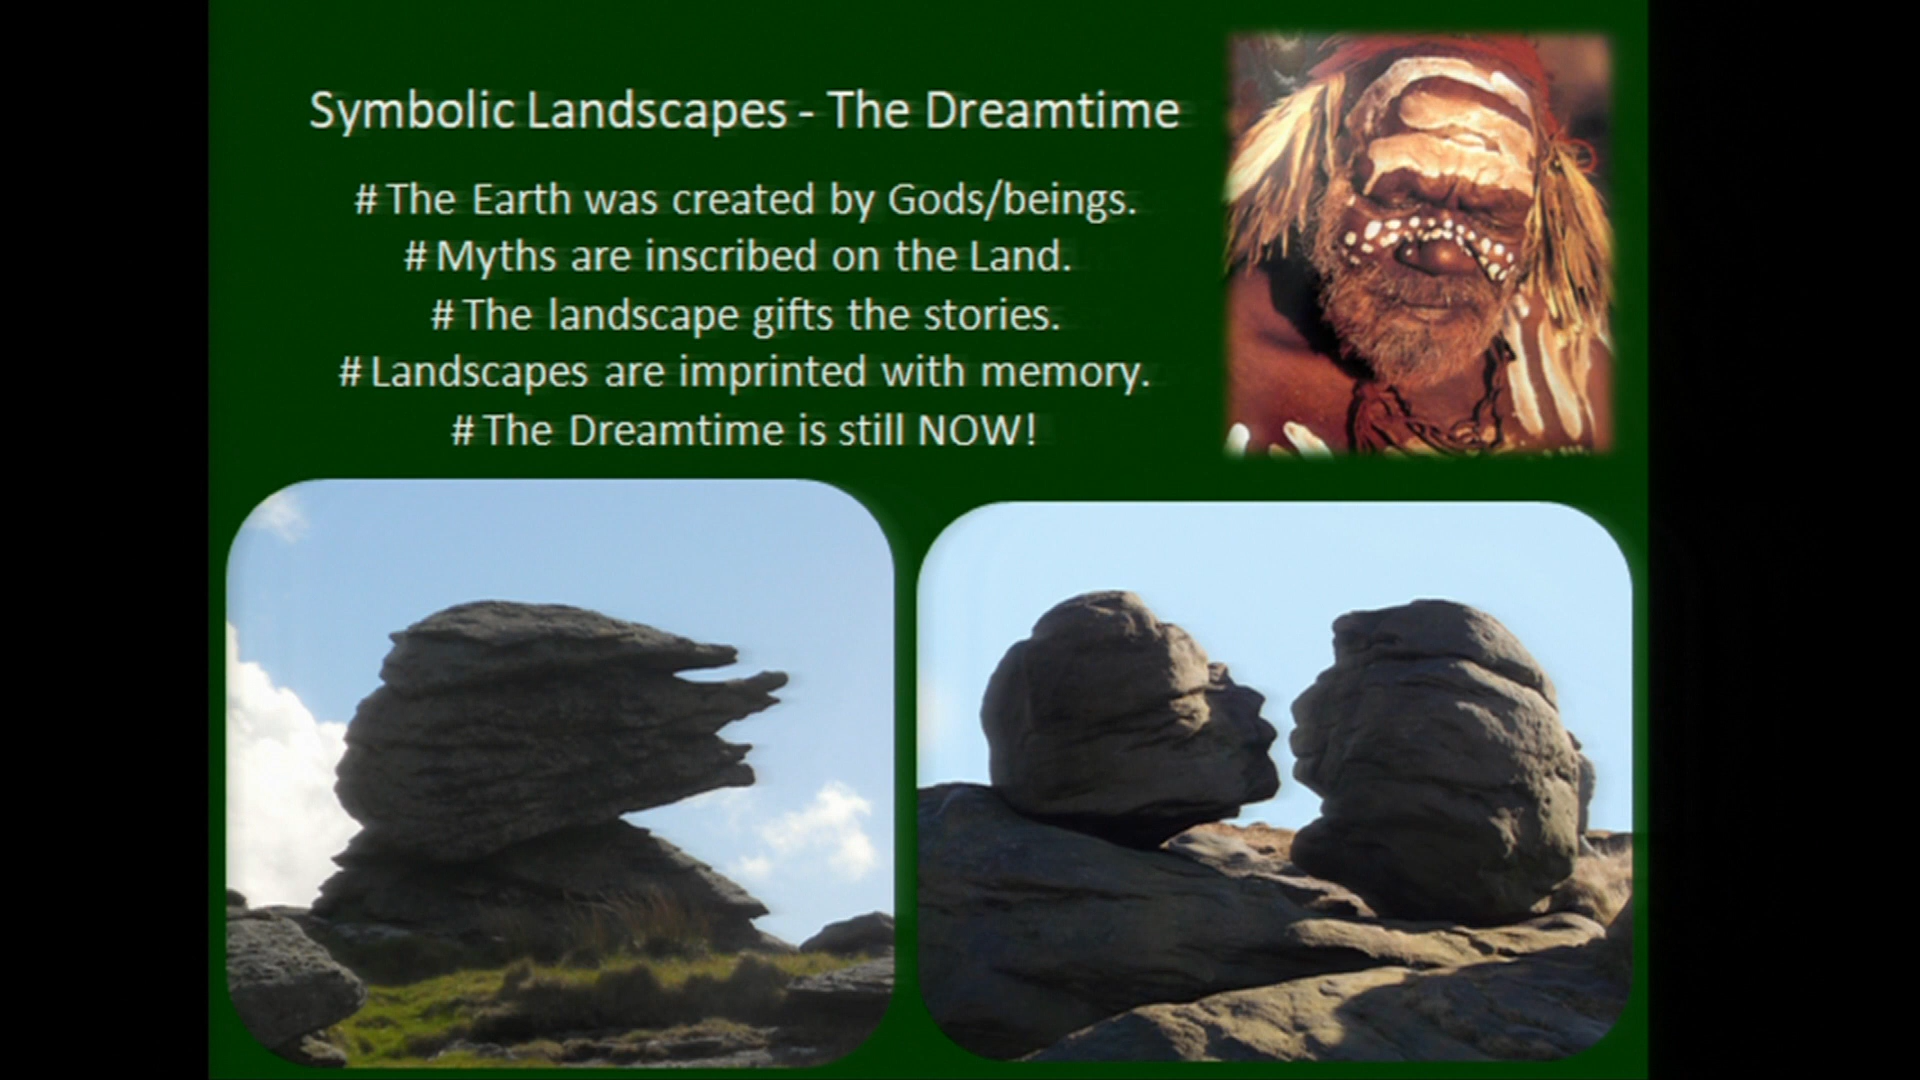 Symbolic Landscapes - The Dreamtime
# The Earth was created by Gods/beings.
# Myths are inscribed on the Land.
# The landscape gifts the stories.
# Landscapes are imprinted with memory.
# The Dreamtime is still NOW!